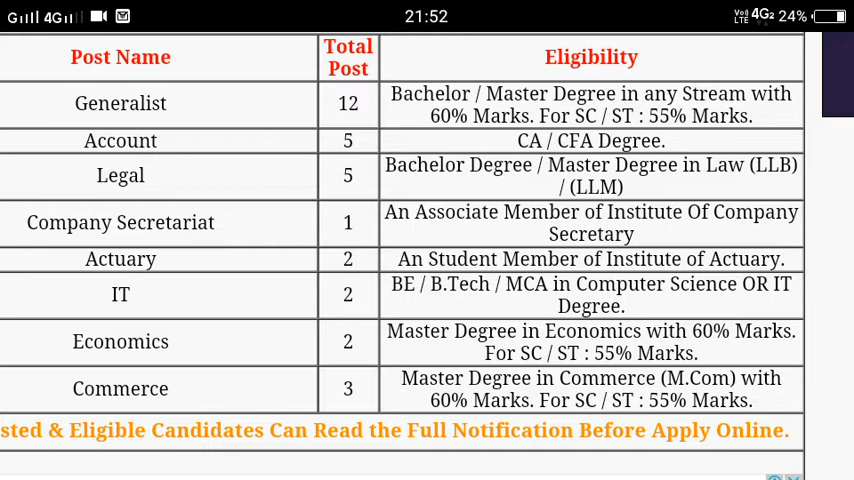 4G 21:52 VoLTE 4G2 24%
Post Name Total Post Eligibility
Generalist 12 Bachelor / Master Degree in any Stream with
60% Marks. For SC / ST : 55% Marks.
Account 5 CA / CFA Degree.
Legal 5 Bachelor Degree / Master Degree in Law (LLB)
/ (LLM)
Company Secretariat 1 An Associate Member of Institute Of Company
Secretary
Actuary 2 An Student Member of Institute of Actuary.
IT 2 BE / B.Tech / MCA in Computer Science OR IT
Degree.
Economics 2 Master Degree in Economics with 60% Marks.
For SC / ST : 55% Marks.
Commerce 3 Master Degree in Commerce (M.Com) with
60% Marks. For SC / ST : 55% Marks.
sted & Eligible Candidates Can Read the Full Notification Before Apply Online.